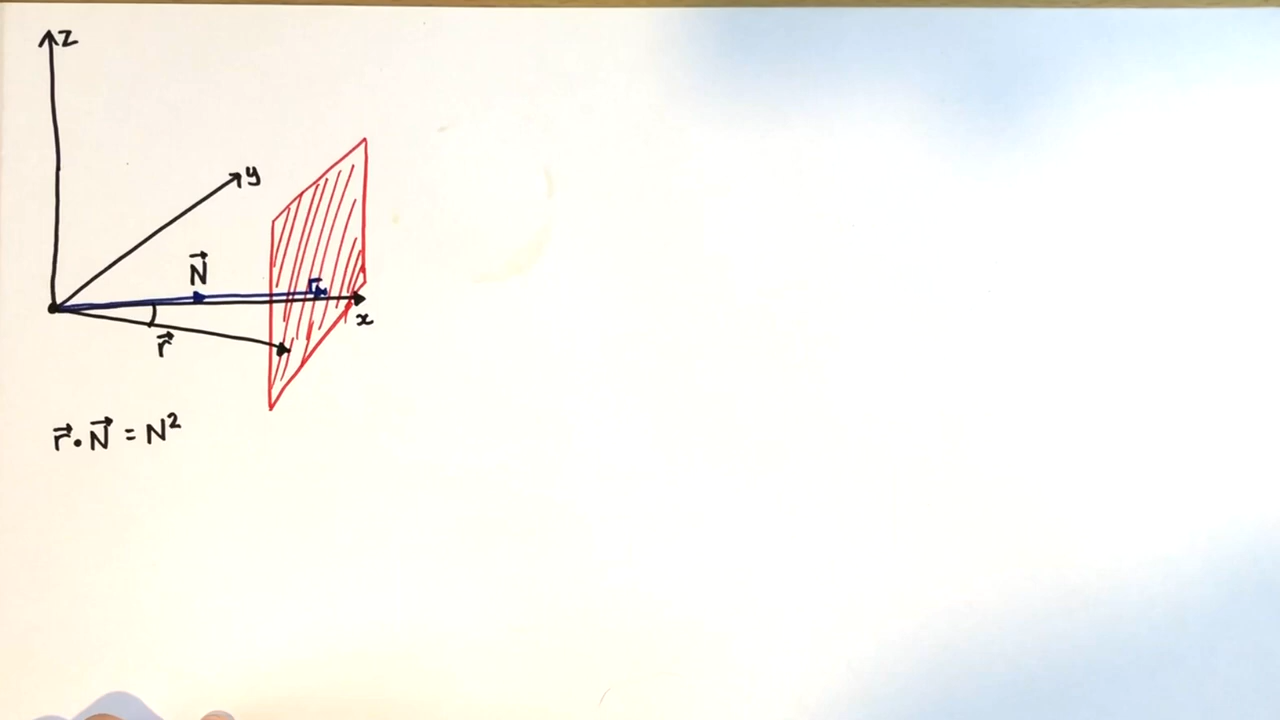 z
y
N⃗
x
r⃗
r⃗ · N⃗ = N²